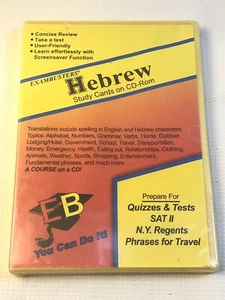 • Concise Review
• Take a test
• User-Friendly
• Learn effortlessly with
Screensaver Function
EXAMBUSTERS®
Hebrew
Study Cards on CD-Rom
Translations include spelling in English and Hebrew characters.
Topics: Alphabet, Numbers, Grammar, Verbs, Home, Outdoor,
Lodging/Hotel, Government, School, Travel, Transportation,
Money, Emergency, Health, Eating out, Relationships, Clothing,
Animals, Weather, Sports, Shopping, Entertainment,
Fundamental phrases, and much more . . . .
A COURSE on a CD!
EB
You Can Do It!
Prepare For
Quizzes & Tests
SAT II
N.Y. Regents
Phrases for Travel